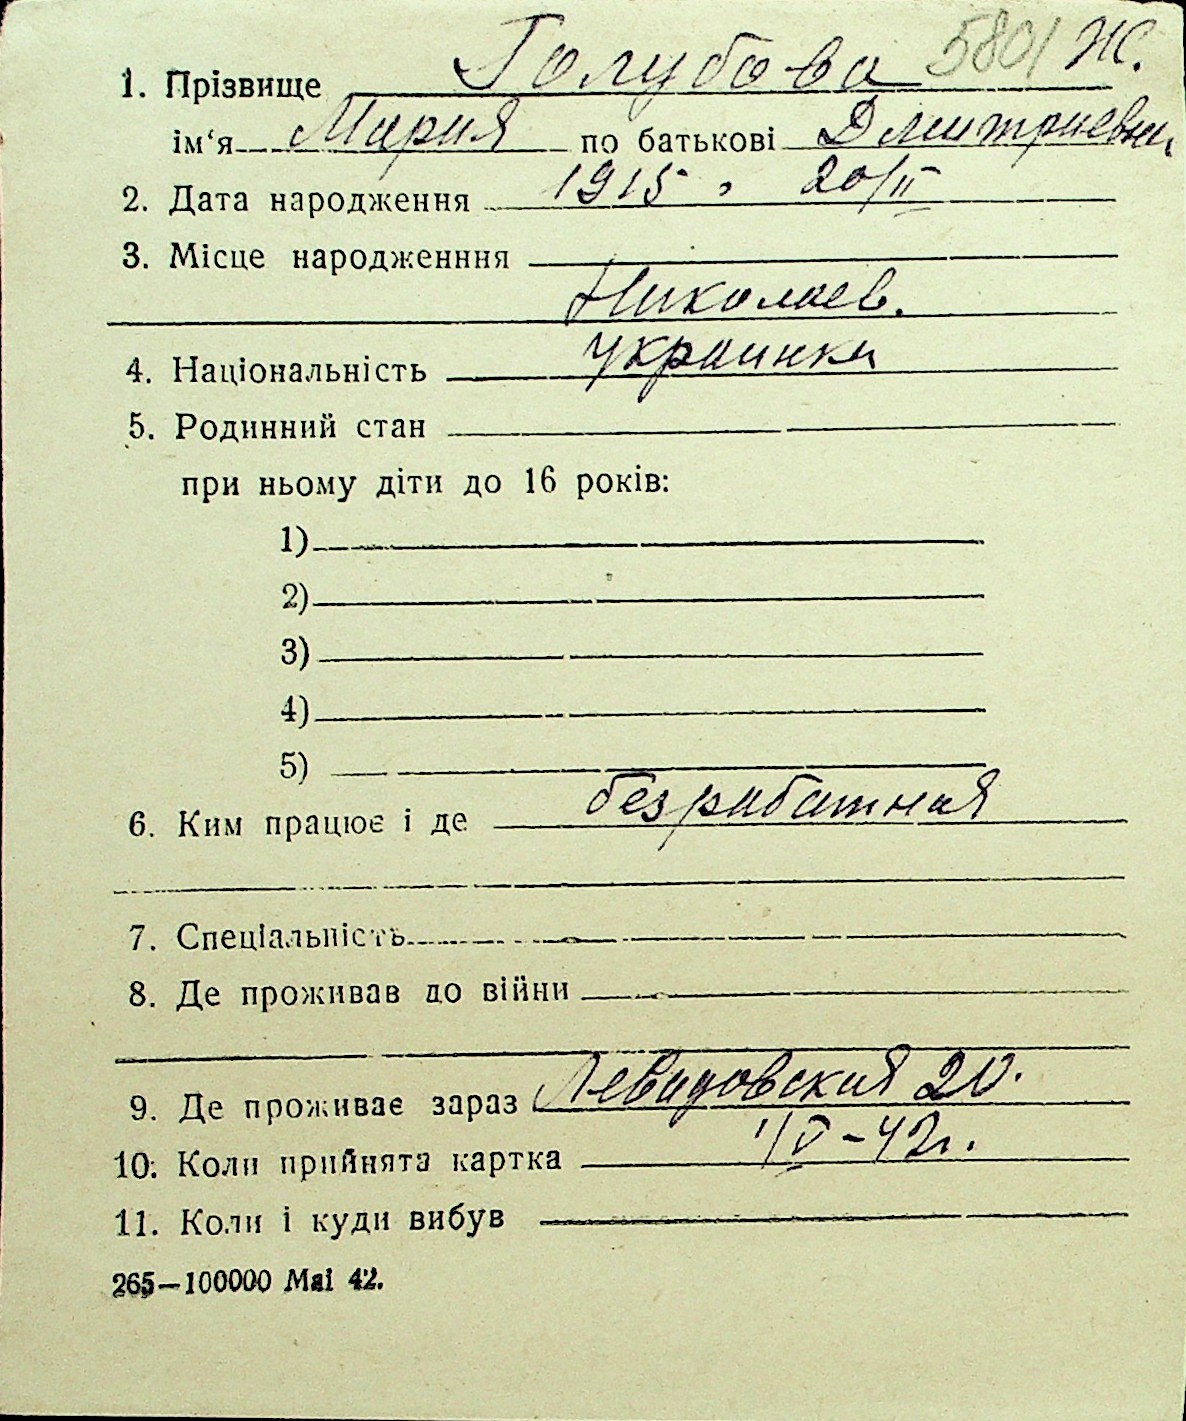 1. Прізвище Голубова 5801 Ж.
ім‘я Мария по батькові Дмитриевна
2. Дата народження 1915, 20/II
3. Місце народженння
Николаев.
4. Національність украинка
5. Родинний стан
при ньому діти до 16 років:
1)
2)
3)
4)
5)
6. Ким працює і де безработная
7. Спеціальність
8. Де проживав до війни
9. Де проживає зараз 20.
10. Коли прийнята картка 1/V-42г.
11. Коли і куди вибув
265—100000 Mai 42.